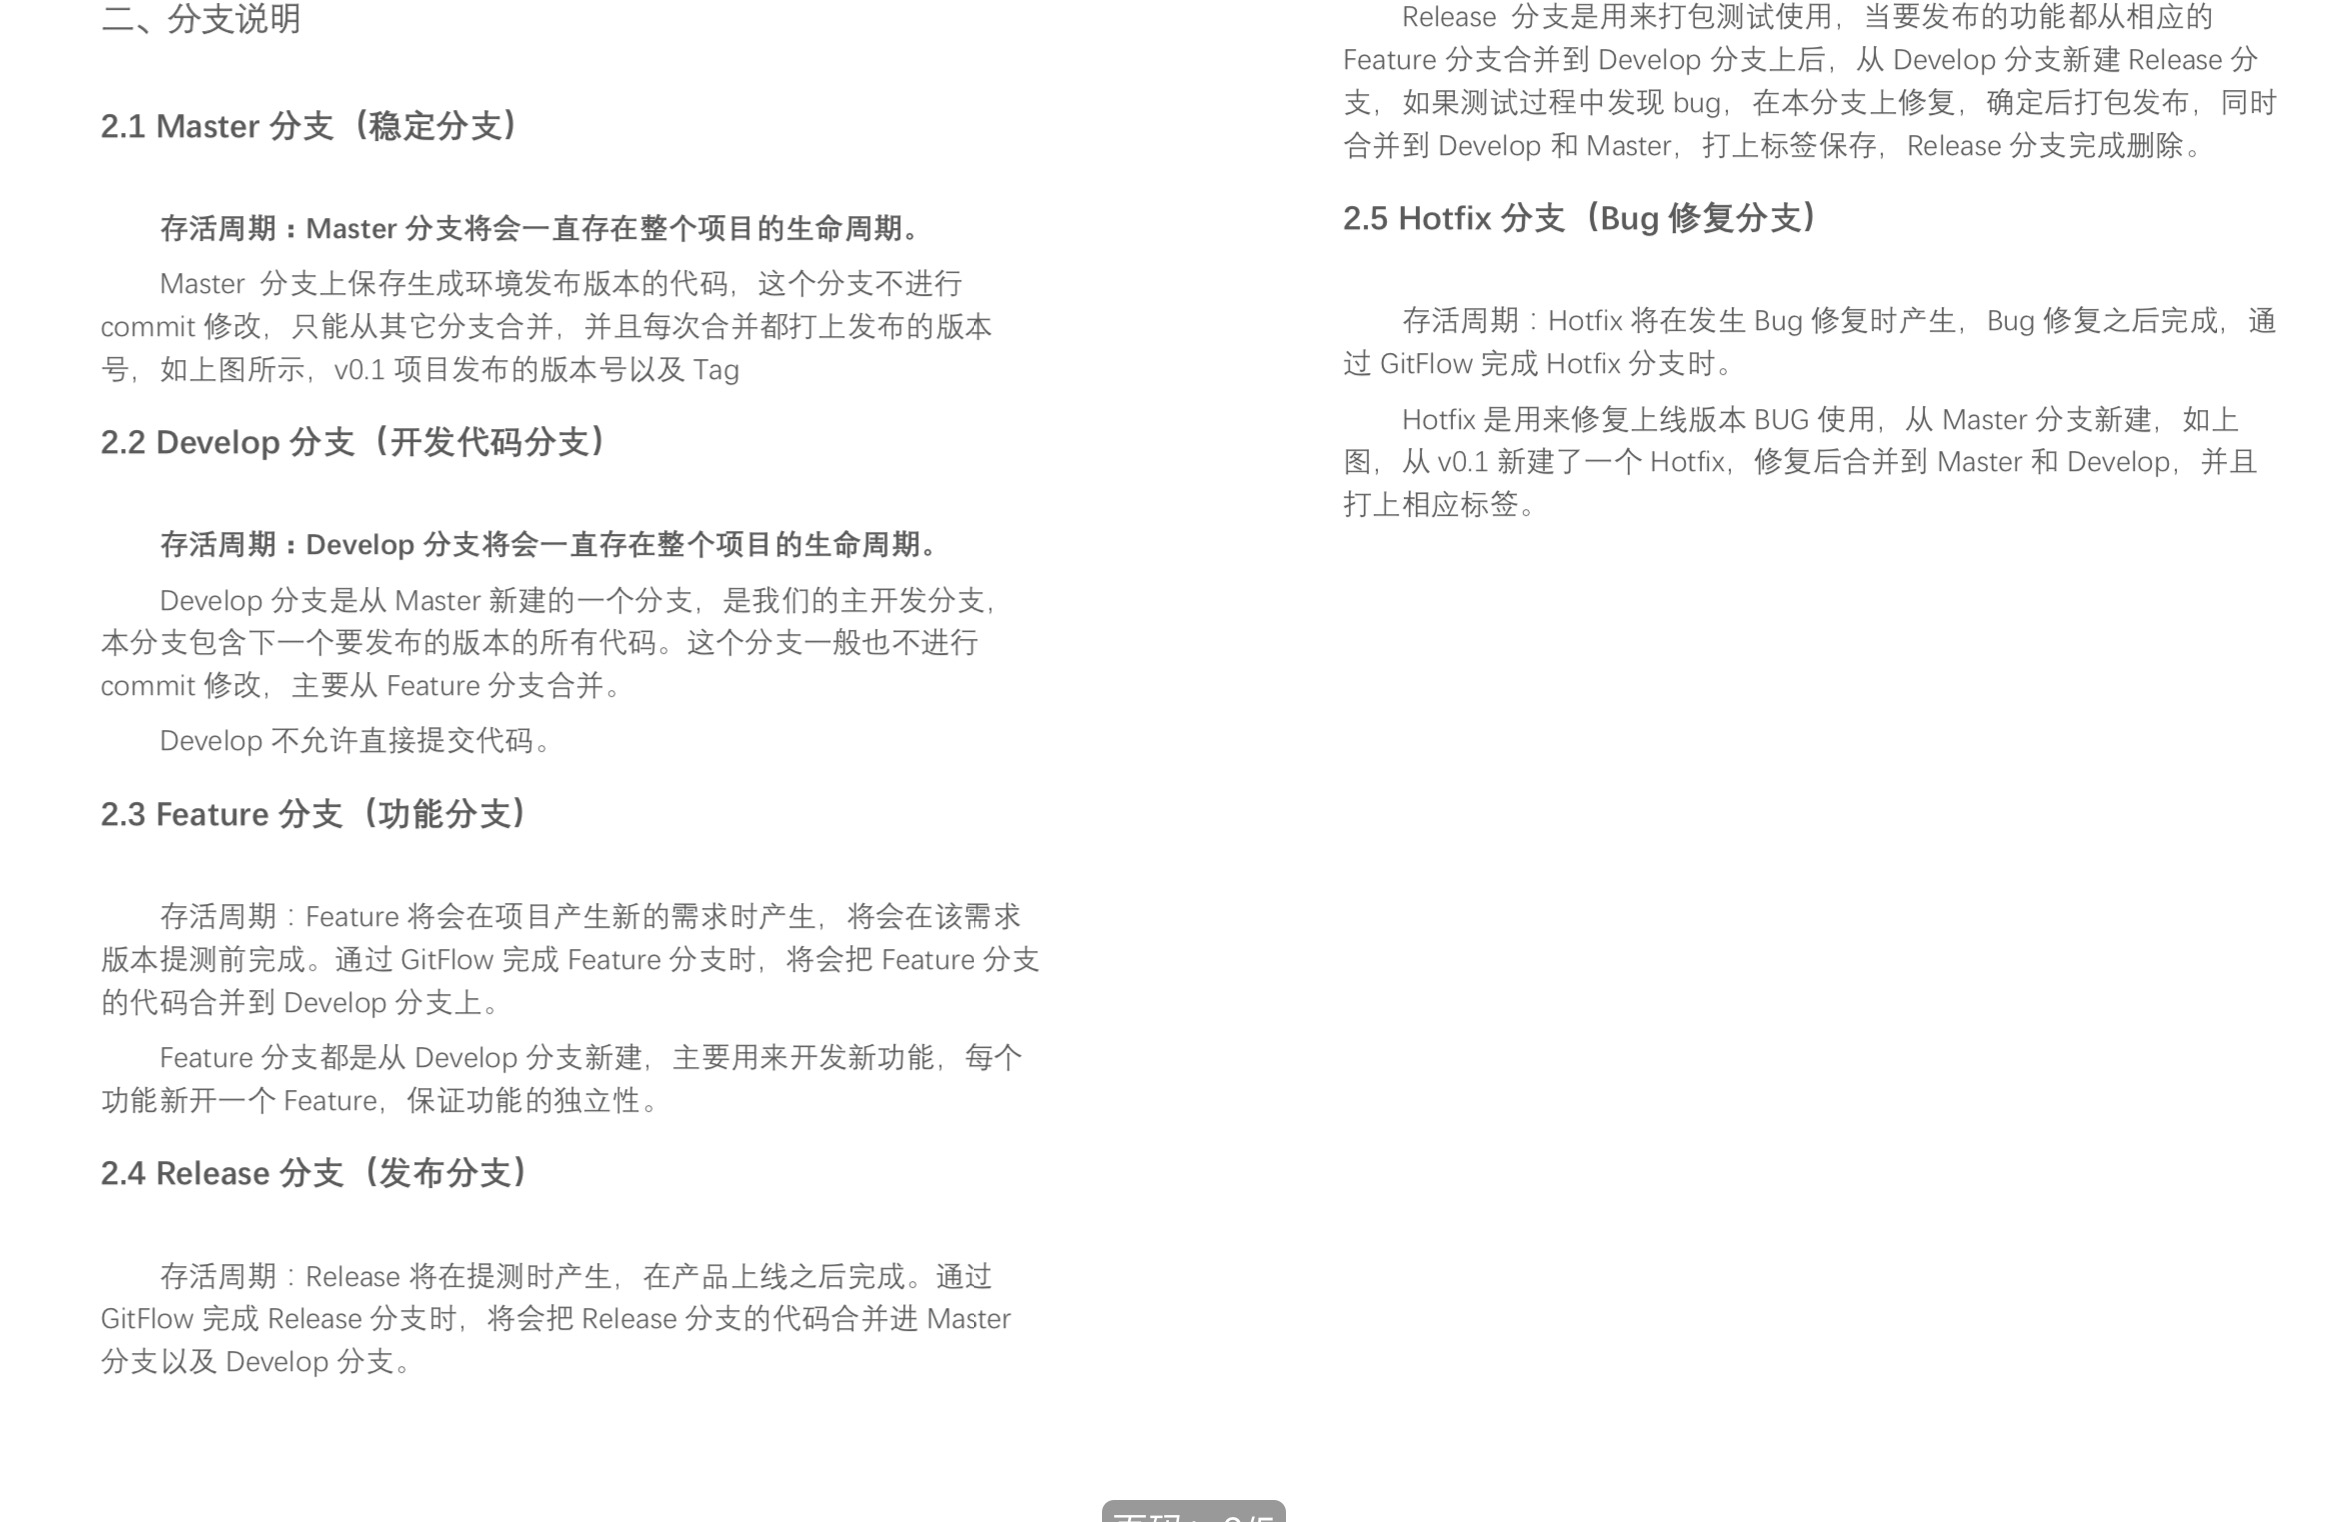 二、分支说明
2.1 Master 分支（稳定分支）
存活周期：Master 分支将会一直存在整个项目的生命周期。
Master 分支上保存生成环境发布版本的代码，这个分支不进行
commit 修改，只能从其它分支合并，并且每次合并都打上发布的版本
号，如上图所示，v0.1 项目发布的版本号以及 Tag
2.2 Develop 分支（开发代码分支）
存活周期：Develop 分支将会一直存在整个项目的生命周期。
Develop 分支是从 Master 新建的一个分支，是我们的主开发分支，
本分支包含下一个要发布的版本的所有代码。这个分支一般也不进行
commit 修改，主要从 Feature 分支合并。
Develop 不允许直接提交代码。
2.3 Feature 分支（功能分支）
存活周期：Feature 将会在项目产生新的需求时产生，将会在该需求
版本提测前完成。通过 GitFlow 完成 Feature 分支时，将会把 Feature 分支
的代码合并到 Develop 分支上。
Feature 分支都是从 Develop 分支新建，主要用来开发新功能，每个
功能新开一个 Feature，保证功能的独立性。
2.4 Release 分支（发布分支）
存活周期：Release 将在提测时产生，在产品上线之后完成。通过
GitFlow 完成 Release 分支时，将会把 Release 分支的代码合并进 Master
分支以及 Develop 分支。
Release 分支是用来打包测试使用，当要发布的功能都从相应的
Feature 分支合并到 Develop 分支上后，从 Develop 分支新建 Release 分
支，如果测试过程中发现 bug，在本分支上修复，确定后打包发布，同时
合并到 Develop 和 Master，打上标签保存，Release 分支完成删除。
2.5 Hotfix 分支（Bug 修复分支）
存活周期：Hotfix 将在发生 Bug 修复时产生，Bug 修复之后完成，通
过 GitFlow 完成 Hotfix 分支时。
Hotfix 是用来修复上线版本 BUG 使用，从 Master 分支新建，如上
图，从 v0.1 新建了一个 Hotfix，修复后合并到 Master 和 Develop，并且
打上相应标签。